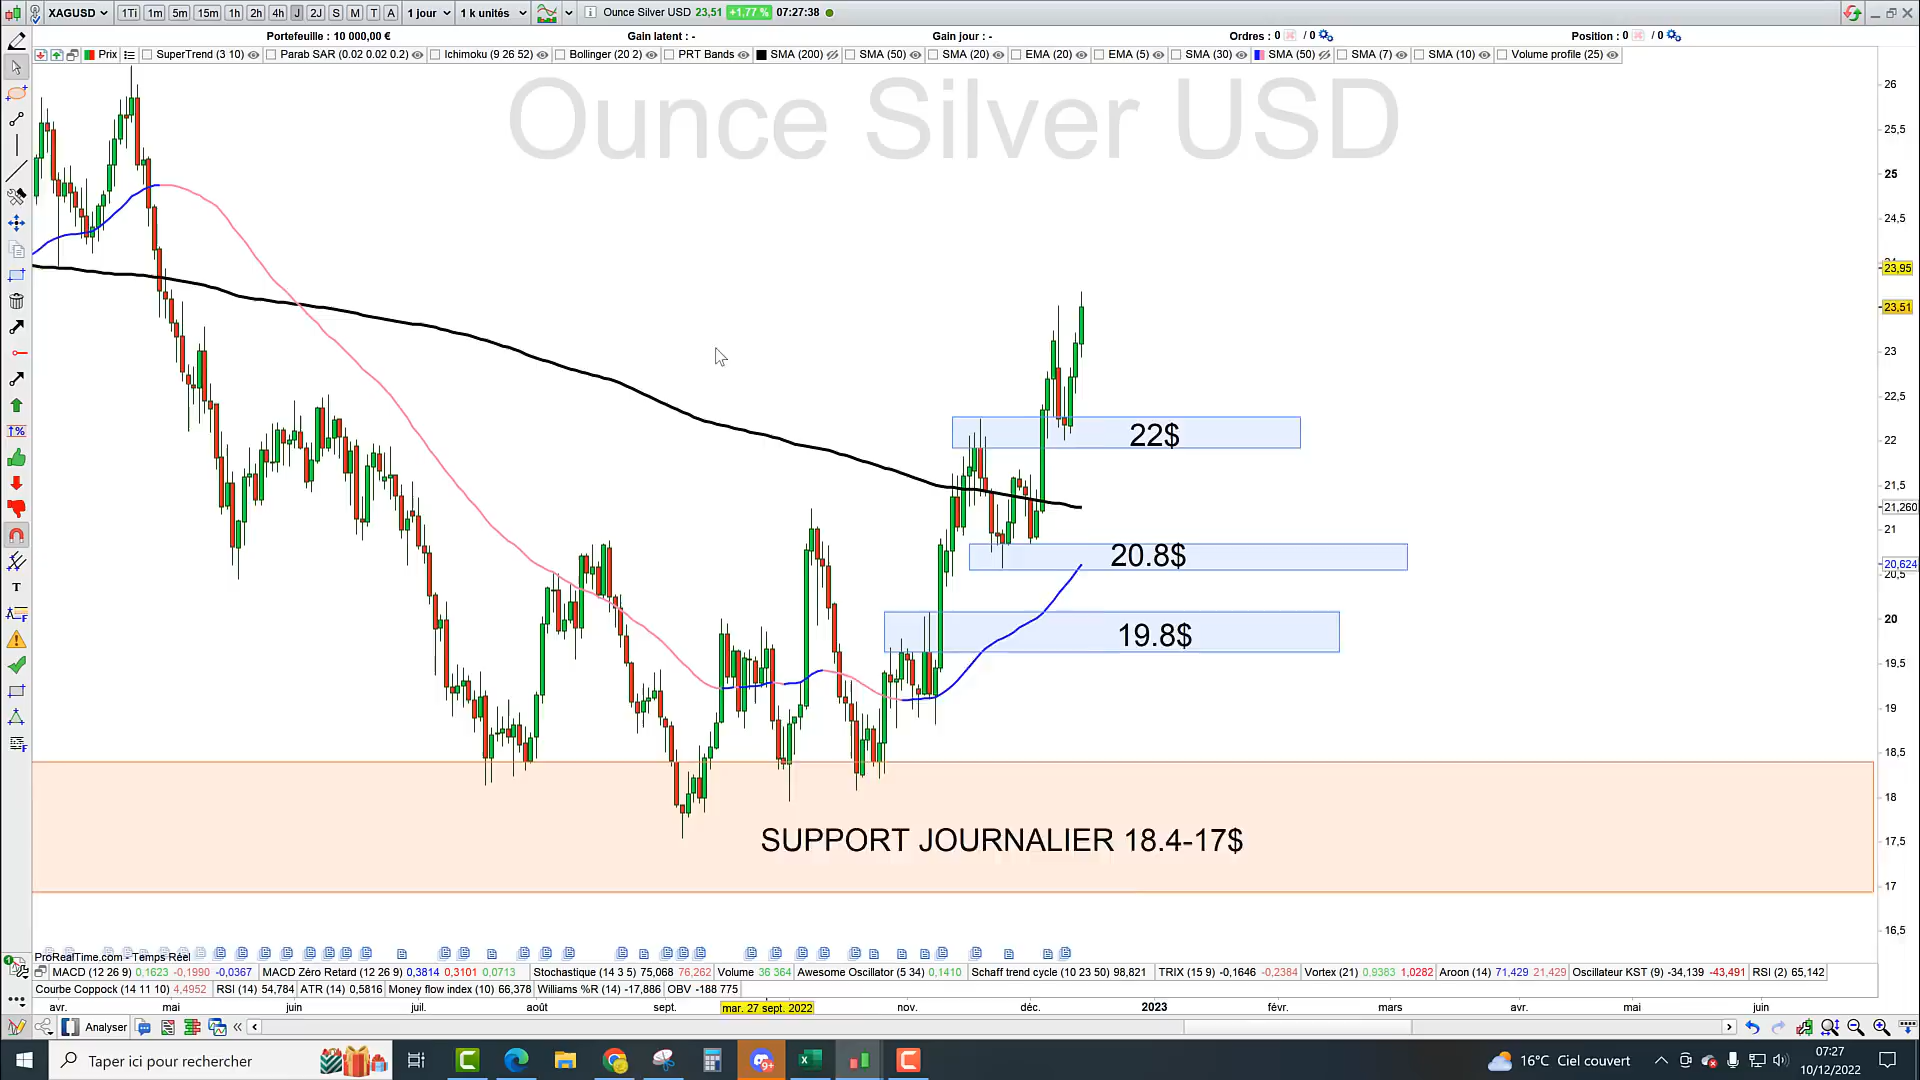 XAGUSD 1Ti 1m 5m 15m 1h 2h 4h J 2J S M T A 1 jour 1 k unités Ounce Silver USD 23,51 +1,77 % 07:27:38
Portefeuille : 10 000,00 € Gain latent : - Gain jour : - Ordres : 0 / 0 Position : 0 / 0
Prix SuperTrend (3 10) Parab SAR (0.02 0.02 0.2) Ichimoku (9 26 52) Bollinger (20 2) PRT Bands SMA (200) SMA (50) SMA (20) EMA (20) EMA (5) SMA (30) SMA (50) SMA (7) SMA (10) Volume profile (25)
Ounce Silver USD
26
25,5
25
24,5
23,95
23,51
23
22,5
22$
22
21,5
21,260
21
20.8$
20,624
20,5
20
19.8$
19,5
19
18,5
18
SUPPORT JOURNALIER 18.4-17$
17,5
17
16,5
ProRealTime.com - Temps Réel
MACD (12 26 9) 0,1623 -0,1990 -0,0367 MACD Zéro Retard (12 26 9) 0,3814 0,3101 0,0713 Stochastique (14 3 5) 75,068 76,262 Volume 36 364 Awesome Oscillator (5 34) 0,1410 Schaff trend cycle (10 23 50) 98,821 TRIX (15 9) -0,1646 -0,2384 Vortex (21) 0,9383 1,0282 Aroon (14) 71,429 21,429 Oscillateur KST (9) -34,139 -43,491 RSI (2) 65,142
Courbe Coppock (14 11 10) 4,4952 RSI (14) 54,784 ATR (14) 0,5816 Money flow index (10) 66,378 Williams %R (14) -17,886 OBV -188 775
avr. mai juin juil. août sept. mar. 27 sept. 2022 nov. déc. 2023 févr. mars avr. mai juin
Analyser
Taper ici pour rechercher 16°C Ciel couvert 07:27
10/12/2022